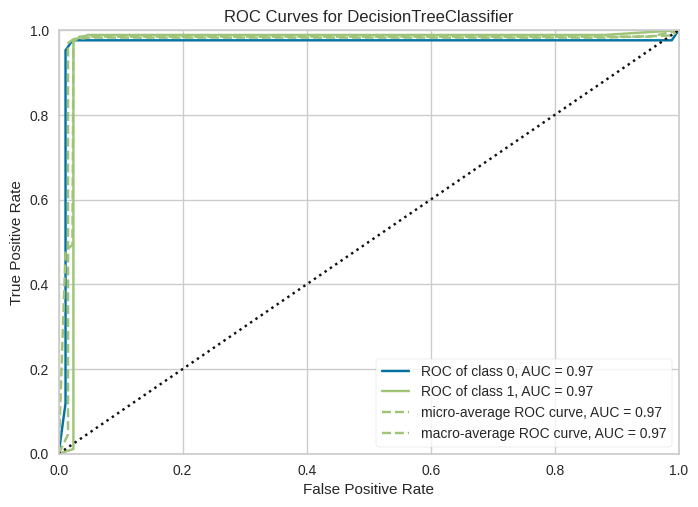 ROC Curves for DecisionTreeClassifier
1.0
0.8
0.6
0.4
0.2
0.0
True Positive Rate
ROC of class 0, AUC = 0.97
ROC of class 1, AUC = 0.97
micro-average ROC curve, AUC = 0.97
macro-average ROC curve, AUC = 0.97
0.0 0.2 0.4 0.6 0.8 1.0
False Positive Rate